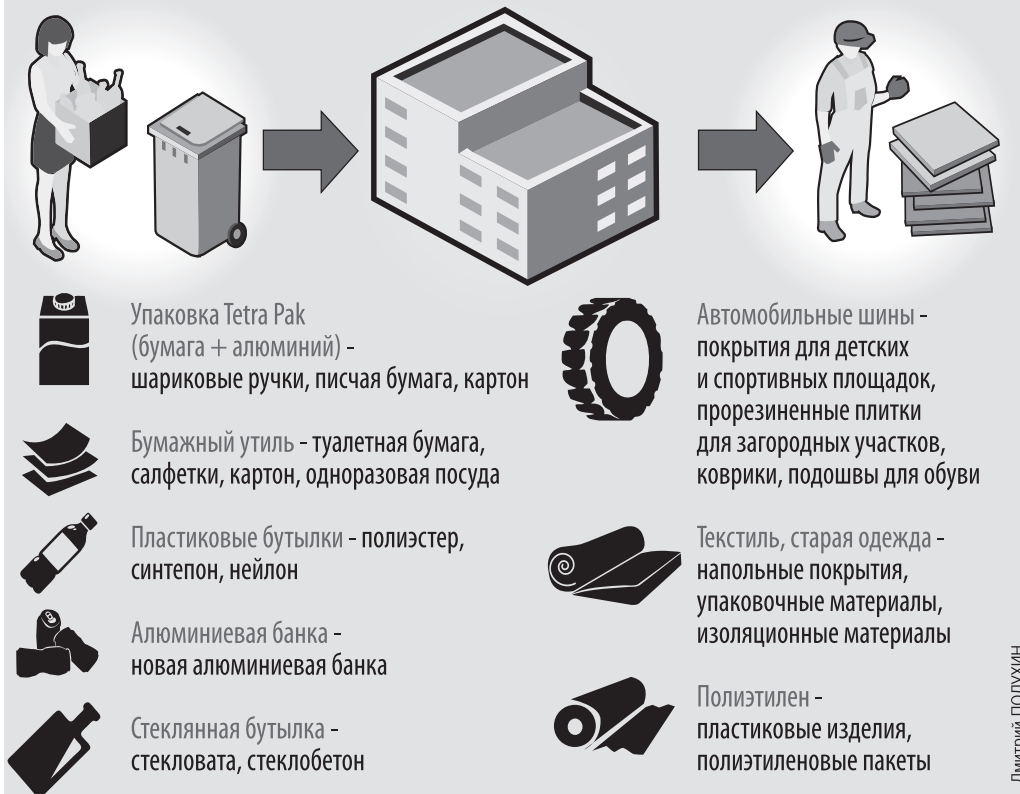 Упаковка Tetra Pak
(бумага + алюминий) -
шариковые ручки, писчая бумага, картон
Бумажный утиль - туалетная бумага,
салфетки, картон, одноразовая посуда
Пластиковые бутылки - полиэстер,
синтепон, нейлон
Алюминиевая банка -
новая алюминиевая банка
Стеклянная бутылка -
стекловата, стеклобетон
Автомобильные шины -
покрытия для детских
и спортивных площадок,
прорезиненные плитки
для загородных участков,
коврики, подошвы для обуви
Текстиль, старая одежда -
напольные покрытия,
упаковочные материалы,
изоляционные материалы
Полиэтилен -
пластиковые изделия,
полиэтиленовые пакеты
Дмитрий ПОЛУХИН